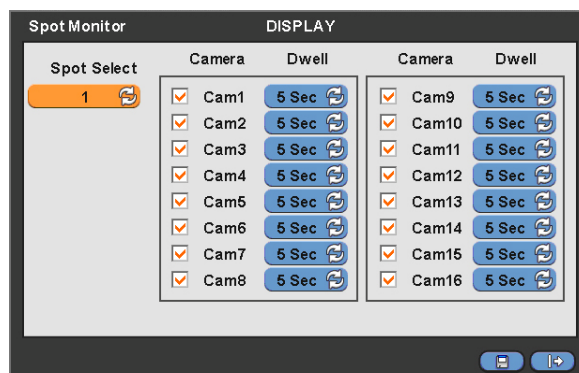 Spot Monitor DISPLAY
Spot Select
1
Camera Dwell Camera Dwell
Cam1 5 Sec Cam9 5 Sec
Cam2 5 Sec Cam10 5 Sec
Cam3 5 Sec Cam11 5 Sec
Cam4 5 Sec Cam12 5 Sec
Cam5 5 Sec Cam13 5 Sec
Cam6 5 Sec Cam14 5 Sec
Cam7 5 Sec Cam15 5 Sec
Cam8 5 Sec Cam16 5 Sec